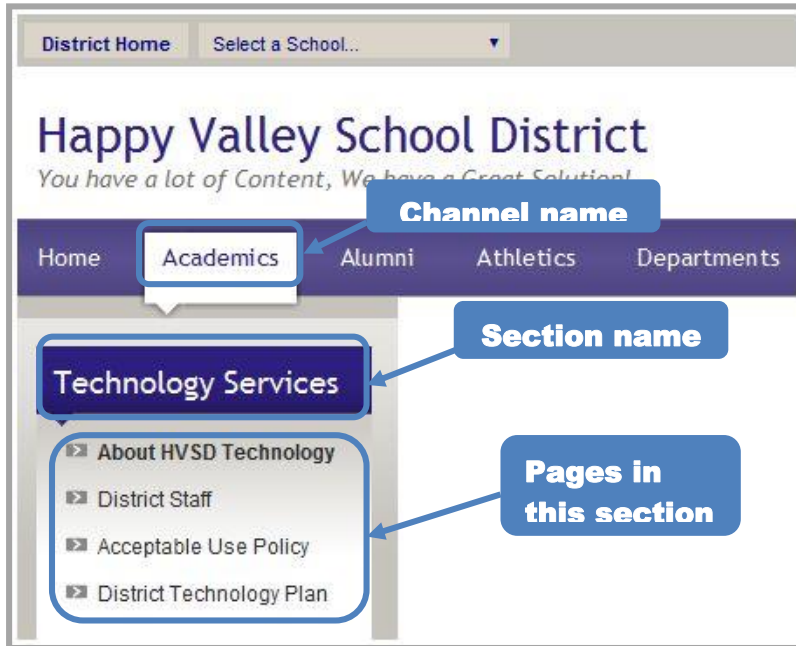 District Home Select a School...
Happy Valley School District
You have a lot of Content, We have a Great Solution!
Channel name
Home Academics Alumni Athletics Departments
Section name
Technology Services
About HVSD Technology
District Staff
Acceptable Use Policy
District Technology Plan
Pages in
this section